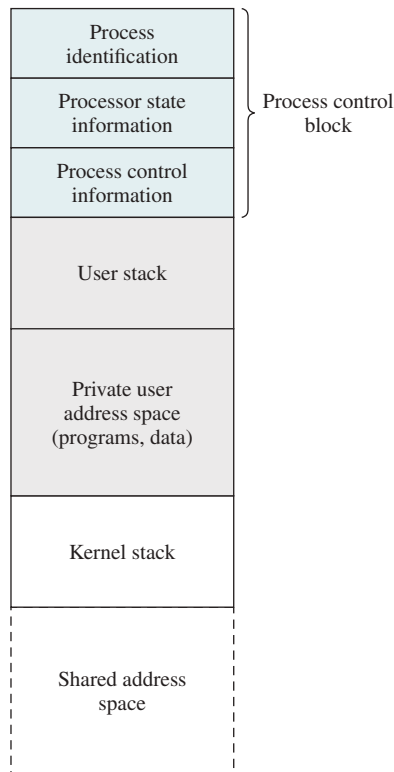 Process
identification
Processor state
information
Process control
information
Process control
block
User stack
Private user
address space
(programs, data)
Kernel stack
Shared address
space